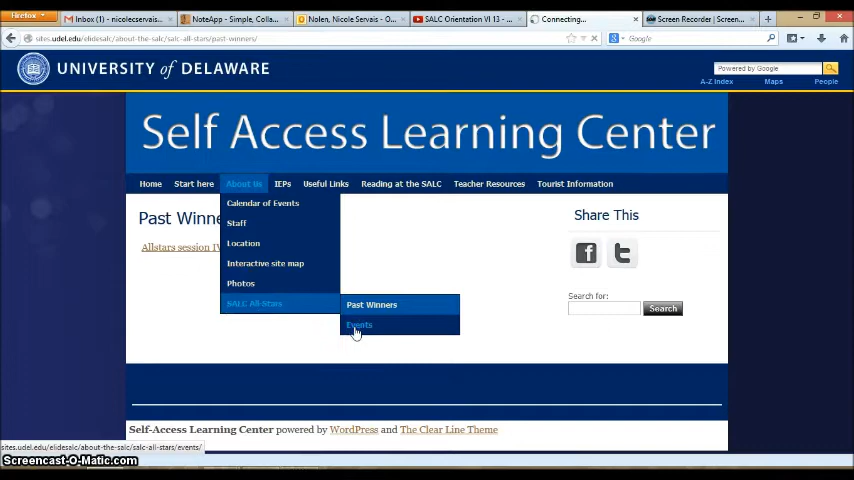 Firefox
Inbox (1) - nicolecservais...
NoteApp - Simple, Colla...
Nolen, Nicole Servais - O...
SALC Orientation VI 13 - ...
Connecting...
Screen Recorder | Screen...
sites.udel.edu/elidesalc/about-the-salc/salc-all-stars/past-winners/
Google
UNIVERSITY of DELAWARE
Powered by Google
A-Z Index Maps People
Self Access Learning Center
Home Start here About Us IEPs Useful Links Reading at the SALC Teacher Resources Tourist Information
Calendar of Events
Staff
Location
Interactive site map
Photos
SALC All-Stars
Past Winners
Events
Past Winne
Allstars session IV
Share This
Search for:
Search
Self-Access Learning Center powered by WordPress and The Clear Line Theme
sites.udel.edu/elidesalc/about-the-salc/salc-all-stars/events/
Screencast-O-Matic.com